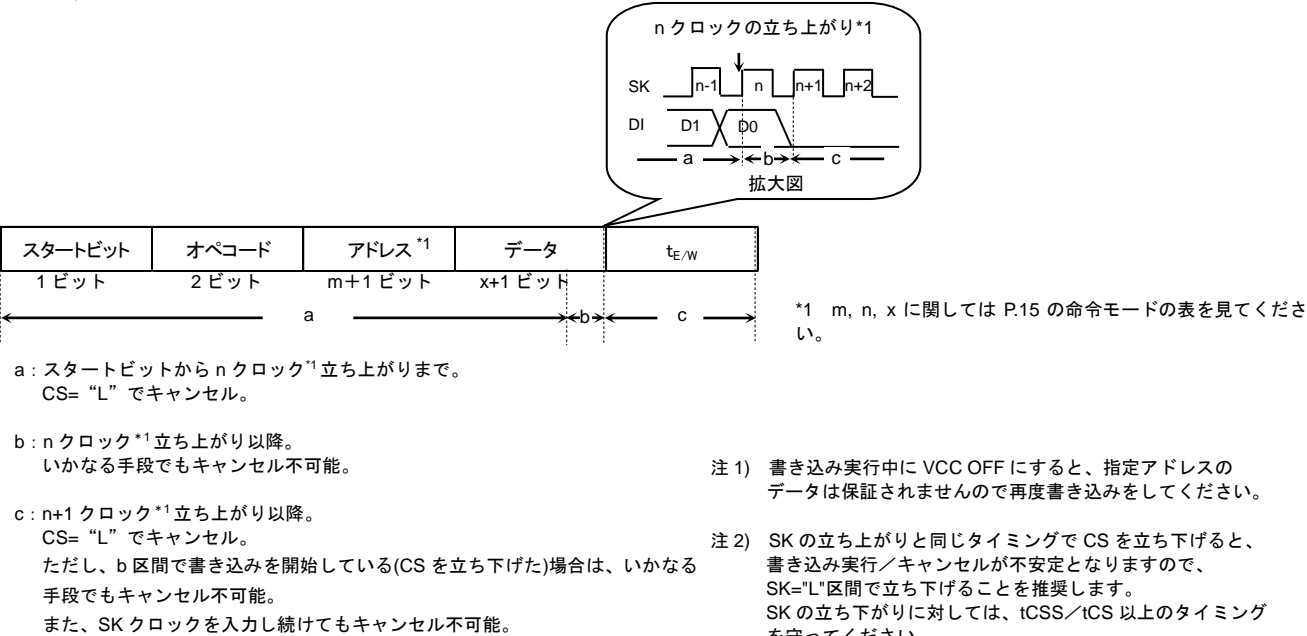 n クロックの立ち上がり*1
SK n-1 n n+1 n+2
DI D1 D0
a b c
拡大図
スタートビット オペコード アドレス *1 データ tE/W
1 ビット 2 ビット m+1 ビット x+1 ビット
a b c
*1 m, n, x に関しては P.15 の命令モードの表を見てくださ
い。
a : スタートビットから n クロック*1 立ち上がりまで。
CS= “L” でキャンセル。
b : n クロック*1 立ち上がり以降。
いかなる手段でもキャンセル不可能。
c : n+1 クロック*1 立ち上がり以降。
CS= “L” でキャンセル。
ただし、b 区間で書き込みを開始している(CS を立ち下げた)場合は、いかなる
手段でもキャンセル不可能。
また、SK クロックを入力し続けてもキャンセル不可能。
注 1) 書き込み実行中に VCC OFF にすると、指定アドレスの
データは保証されませんので再度書き込みをしてください。
注 2) SK の立ち上がりと同じタイミングで CS を立ち下げると、
書き込み実行／キャンセルが不安定となりますので、
SK="L"区間で立ち下げることを推奨します。
SK の立ち下がりに対しては、tCSS／tCS 以上のタイミング
を守ってください